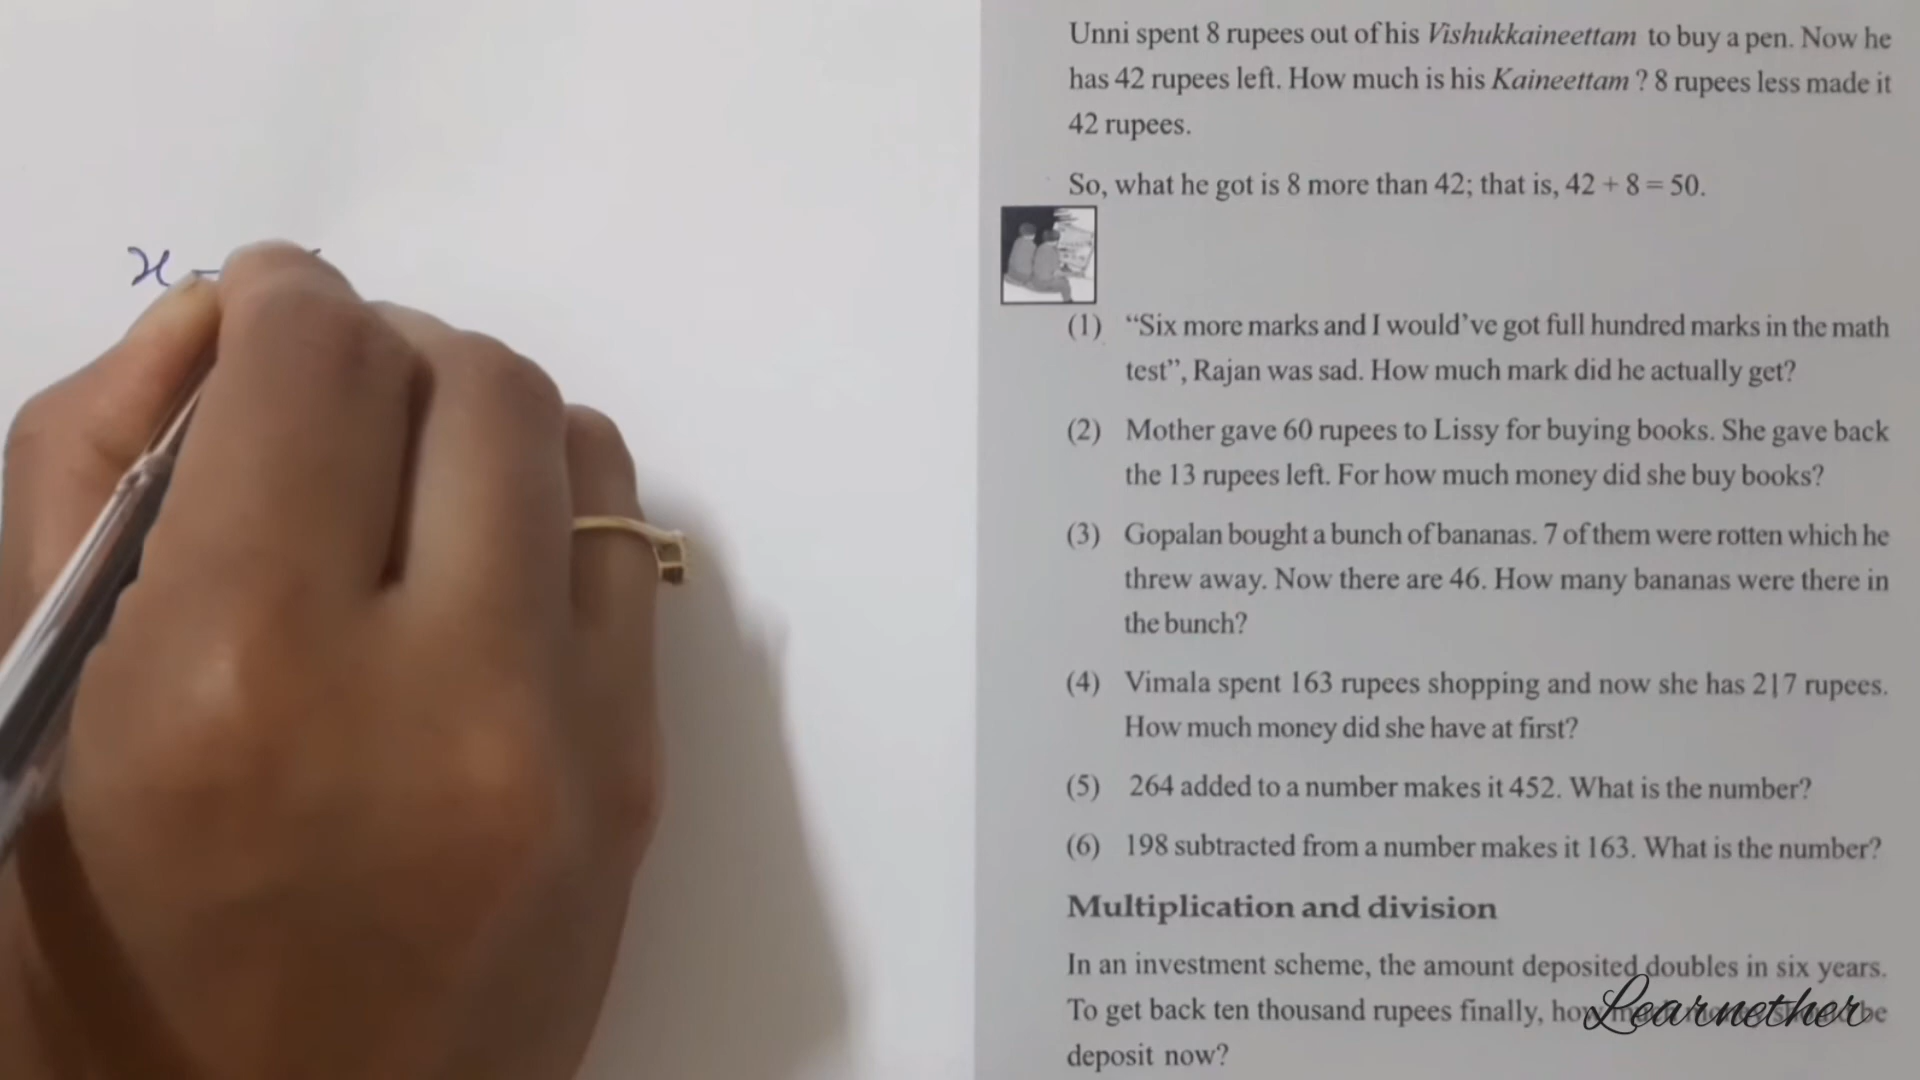 x –
Unni spent 8 rupees out of his Vishukkaineettam to buy a pen. Now he
has 42 rupees left. How much is his Kaineettam ? 8 rupees less made it
42 rupees.
So, what he got is 8 more than 42; that is, 42 + 8 = 50.
(1) “Six more marks and I would’ve got full hundred marks in the math
test”, Rajan was sad. How much mark did he actually get?
(2) Mother gave 60 rupees to Lissy for buying books. She gave back
the 13 rupees left. For how much money did she buy books?
(3) Gopalan bought a bunch of bananas. 7 of them were rotten which he
threw away. Now there are 46. How many bananas were there in
the bunch?
(4) Vimala spent 163 rupees shopping and now she has 217 rupees.
How much money did she have at first?
(5) 264 added to a number makes it 452. What is the number?
(6) 198 subtracted from a number makes it 163. What is the number?
Multiplication and division
In an investment scheme, the amount deposited doubles in six years.
To get back ten thousand rupees finally, how be
deposit now?
Learnether